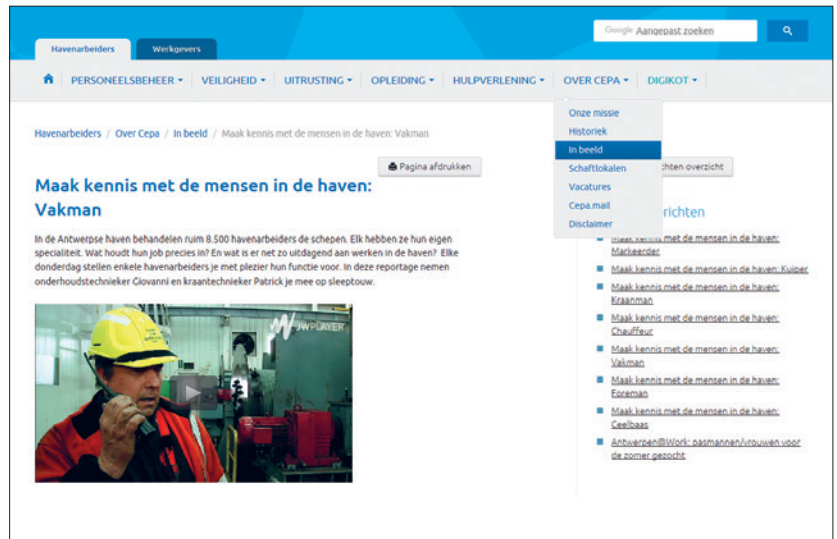 Google Aangepast zoeken
Havenarbeiders Werkgevers
PERSONEELSBEHEER VEILIGHEID UITRUSTING OPLEIDING HULPVERLENING OVER CEPA DIGIKOT
Onze missie
Historiek
In beeld
Schaftlokalen
Vacatures
Cepa.mail
Disclaimer
Havenarbeiders / Over Cepa / In beeld / Maak kennis met de mensen in de haven: Vakman
Pagina afdrukken
chten overzicht
Maak kennis met de mensen in de haven:
Vakman
In de Antwerpse haven behandelen ruim 8.500 havenarbeiders de schepen. Elk hebben ze hun eigen
specialiteit. Wat houdt hun job precies in? En wat is er net zo uitdagend aan werken in de haven? Elke
donderdag stellen enkele havenarbeiders je met plezier hun functie voor. In deze reportage nemen
onderhoudstechnieker Giovanni en kraantechnieker Patrick je mee op sleeptouw.
JWPLAYER
richten
Maak kennis met de mensen in de haven:
Markeerder
Maak kennis met de mensen in de haven: Kuiper
Maak kennis met de mensen in de haven:
Kraanman
Maak kennis met de mensen in de haven:
Chauffeur
Maak kennis met de mensen in de haven:
Vakman
Maak kennis met de mensen in de haven:
Foreman
Maak kennis met de mensen in de haven:
Ceelbaas
Antwerpen@Work: pasmannen/vrouwen voor
de zomer gezocht